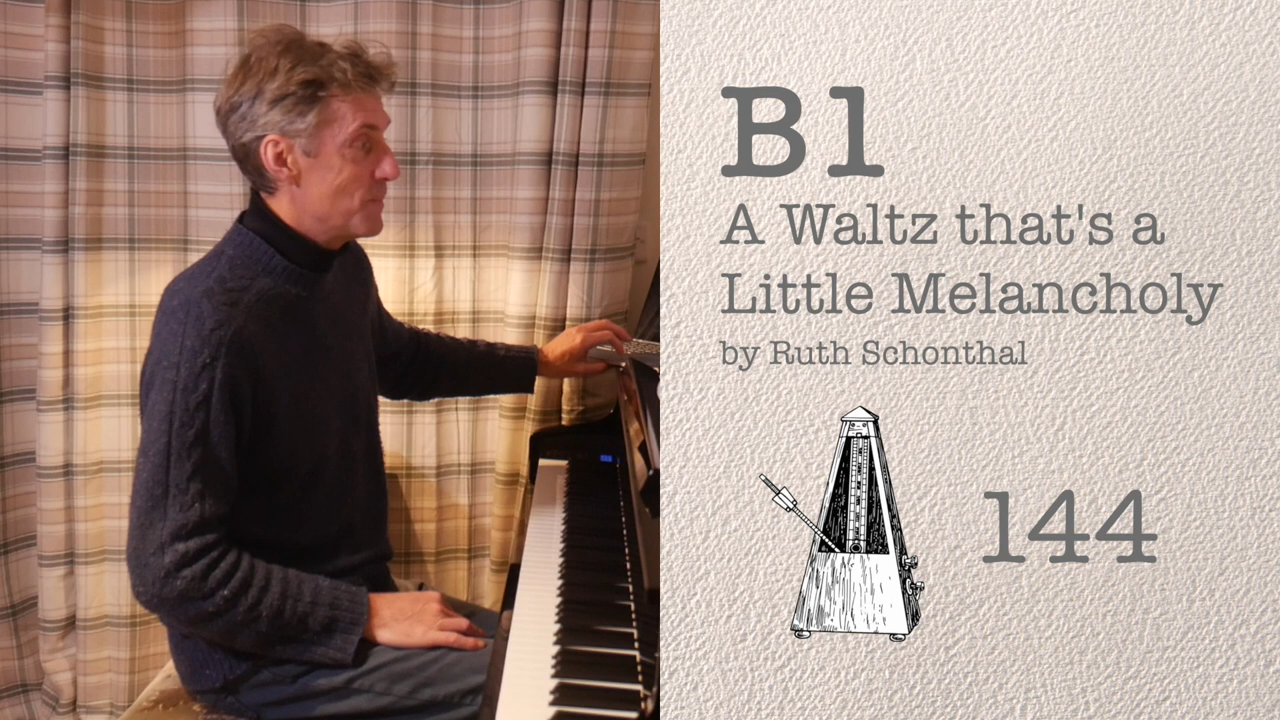 B1
A Waltz that's a
Little Melancholy
by Ruth Schonthal
144